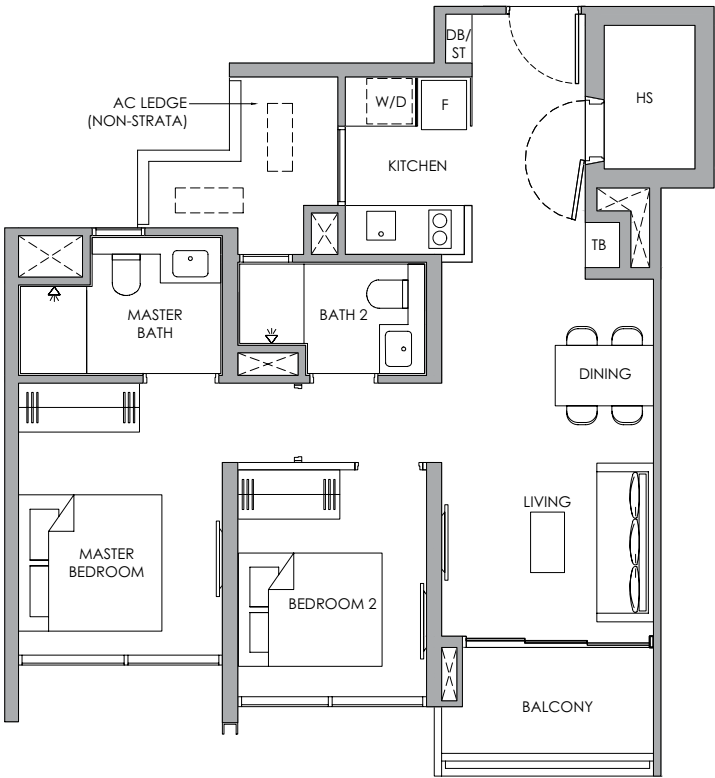 DB/
ST
AC LEDGE
(NON-STRATA)
W/D
F
HS
KITCHEN
TB
MASTER
BATH
BATH 2
DINING
LIVING
MASTER
BEDROOM
BEDROOM 2
BALCONY